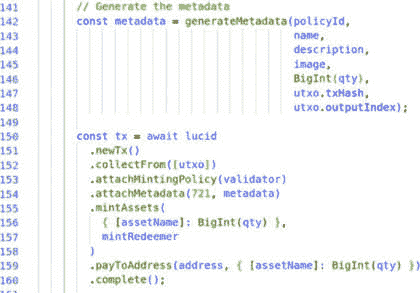 141 // Generate the metadata
142 const metadata = generateMetadata(policyId,
143 name,
144 description,
145 image,
146 BigInt(qty),
147 utxo.txHash,
148 utxo.outputIndex);
149
150 const tx = await lucid
151 .newTx()
152 .collectFrom([utxo])
153 .attachMintingPolicy(validator)
154 .attachMetadata(721, metadata)
155 .mintAssets(
156 { [assetName]: BigInt(qty) },
157 mintRedeemer
158 )
159 .payToAddress(address, { [assetName]: BigInt(qty) })
160 .complete();